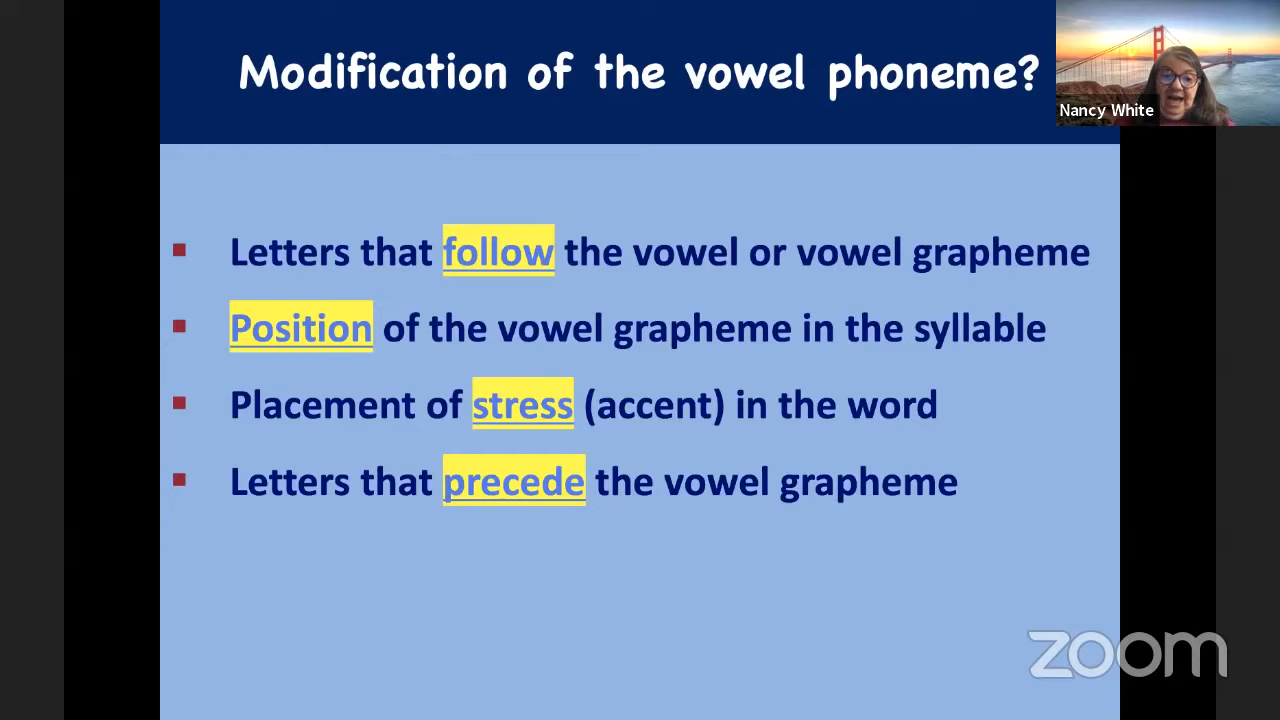 Modification of the vowel phoneme?
Nancy White
Letters that follow the vowel or vowel grapheme
Position of the vowel grapheme in the syllable
Placement of stress (accent) in the word
Letters that precede the vowel grapheme
zoom